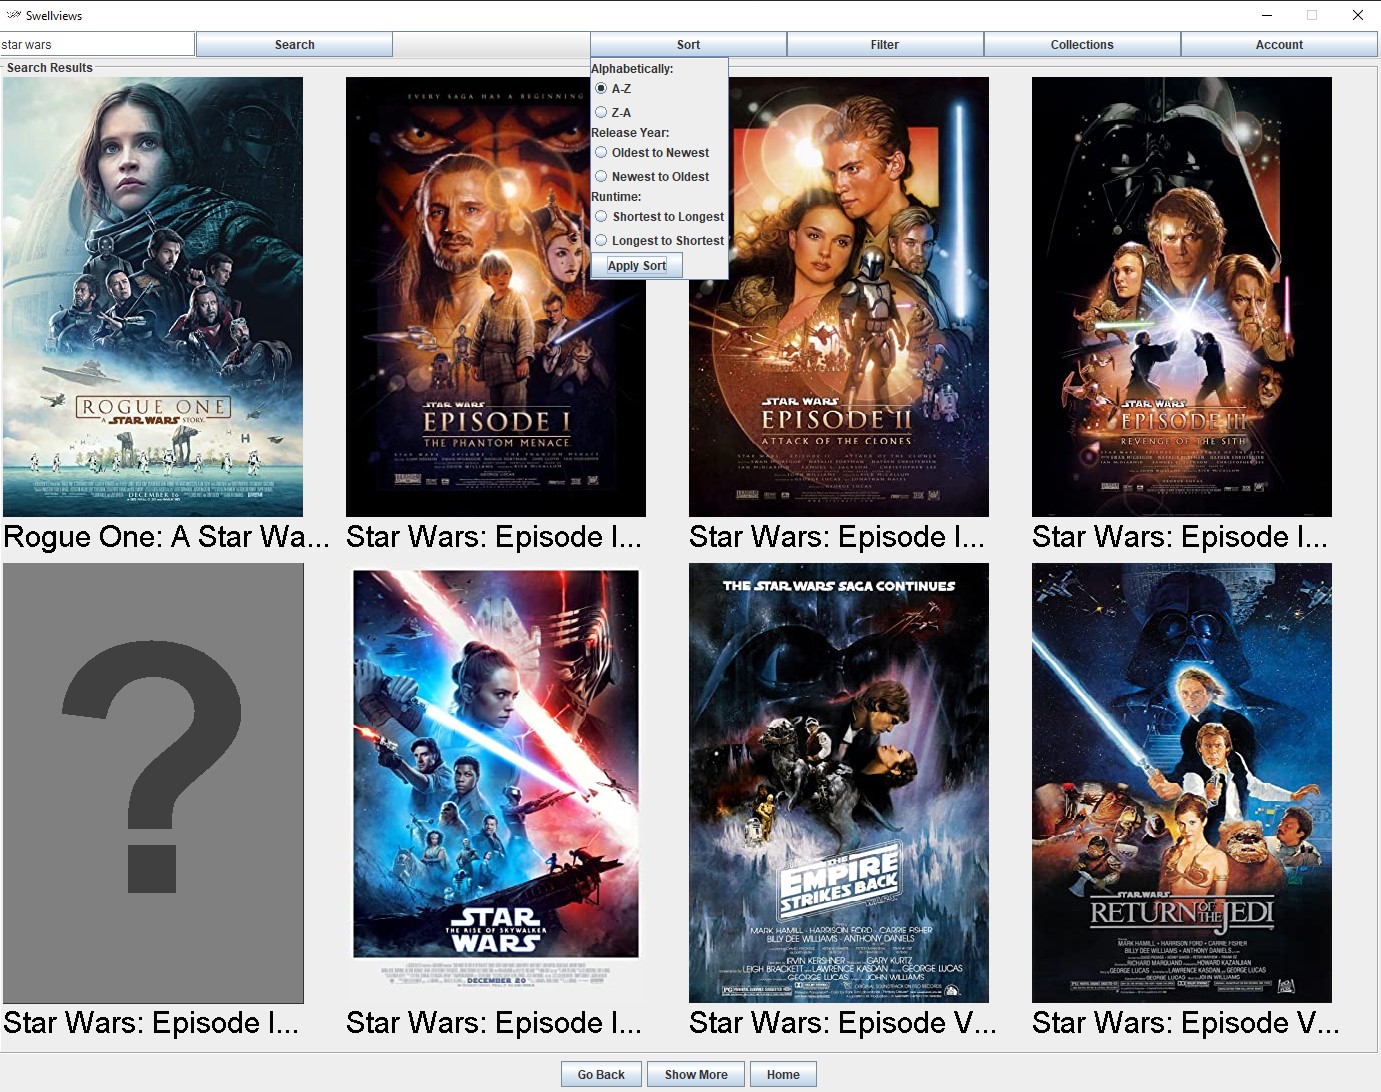 Swellviews
star wars
Search
Sort
Filter
Collections
Account
Search Results
Alphabetically:
A-Z
Z-A
Release Year:
Oldest to Newest
Newest to Oldest
Runtime:
Shortest to Longest
Longest to Shortest
Apply Sort
ROGUE ONE
A STAR WARS STORY
DECEMBER 16
EVERY SAGA HAS A BEGINNING
STAR WARS
EPISODE I
THE PHANTOM MENACE
STAR WARS
EPISODE II
ATTACK OF THE CLONES
STAR WARS
EPISODE III
REVENGE OF THE SITH
Rogue One: A Star Wa...
Star Wars: Episode I...
Star Wars: Episode I...
Star Wars: Episode I...
?
STAR
THE RISE OF SKYWALKER
WARS
DECEMBER 20
THE STAR WARS SAGA CONTINUES
THE
EMPIRE
STRIKES BACK
MARK HAMILL · HARRISON FORD · CARRIE FISHER
BILLY DEE WILLIAMS · ANTHONY DANIELS
IRVIN KERSHNER GARY KURTZ
LEIGH BRACKETT LAWRENCE KASDAN GEORGE LUCAS
GEORGE LUCAS JOHN WILLIAMS
STAR WARS
RETURN OF THE JEDI
MARK HAMILL · HARRISON FORD · CARRIE FISHER
BILLY DEE WILLIAMS · ANTHONY DANIELS
RICHARD MARQUAND HOWARD KAZANJIAN
GEORGE LUCAS LAWRENCE KASDAN GEORGE LUCAS
GEORGE LUCAS JOHN WILLIAMS
Star Wars: Episode I...
Star Wars: Episode I...
Star Wars: Episode V...
Star Wars: Episode V...
Go Back
Show More
Home